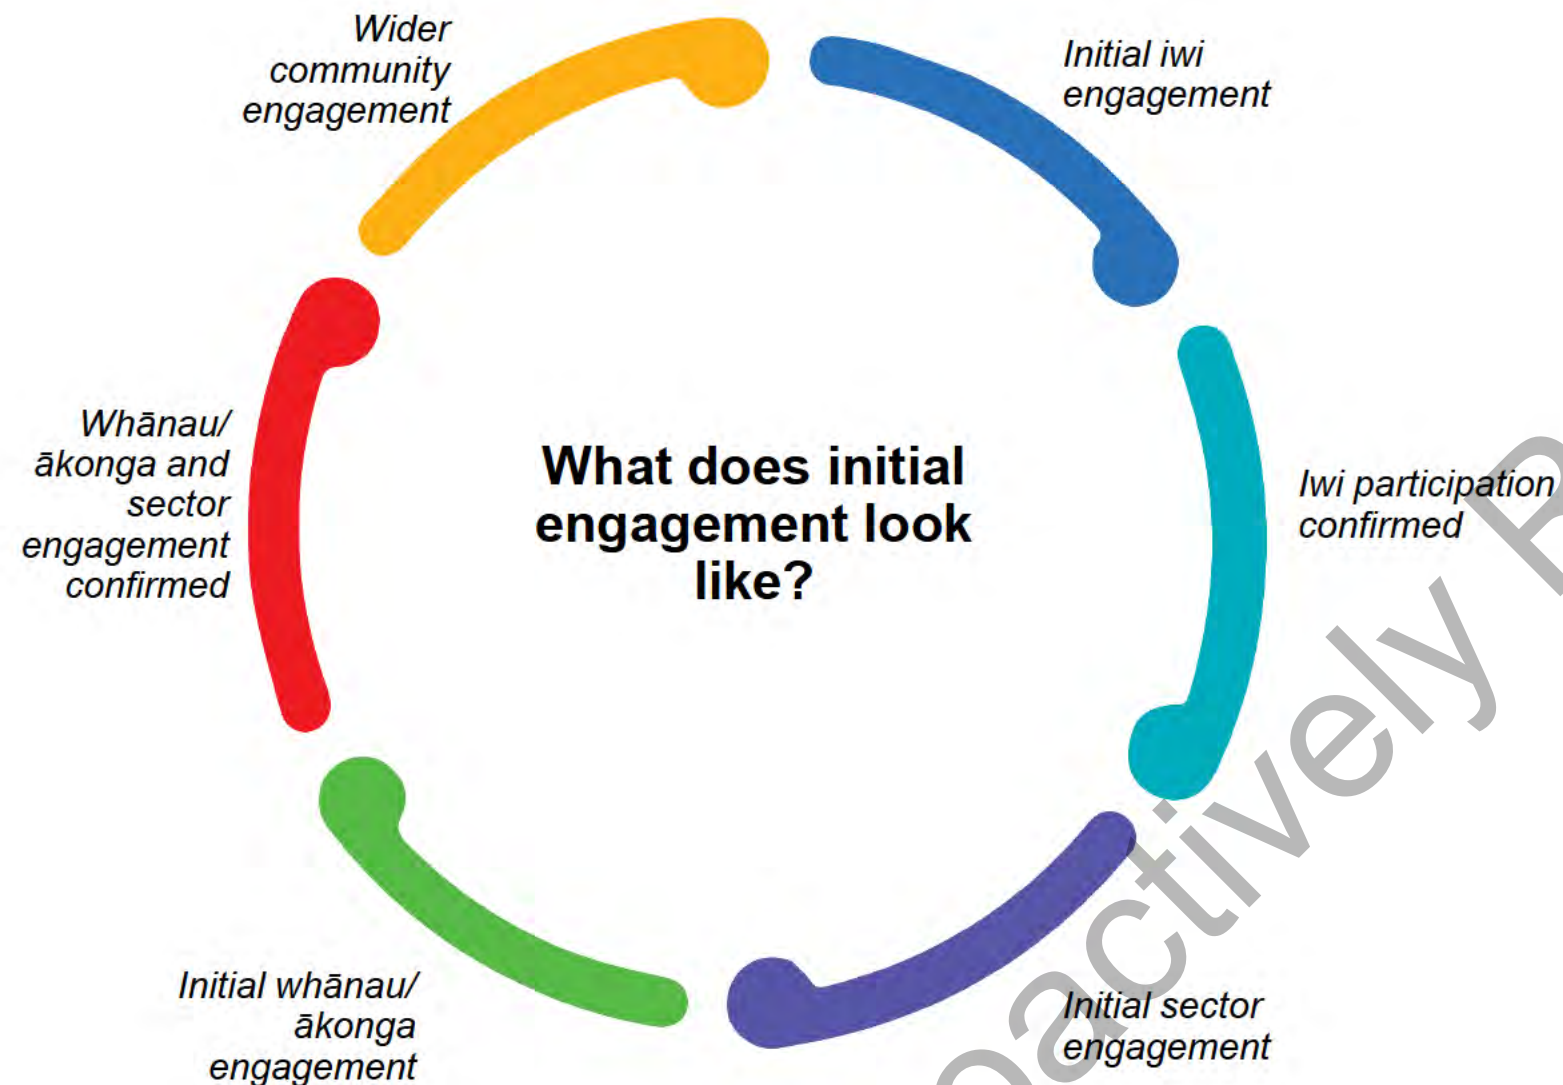 Wider
community
engagement
Initial iwi
engagement
What does initial
engagement look
like?
Whānau/
ākonga and
sector
engagement
confirmed
Iwi participation
confirmed
Initial whānau/
ākonga
engagement
Initial sector
engagement